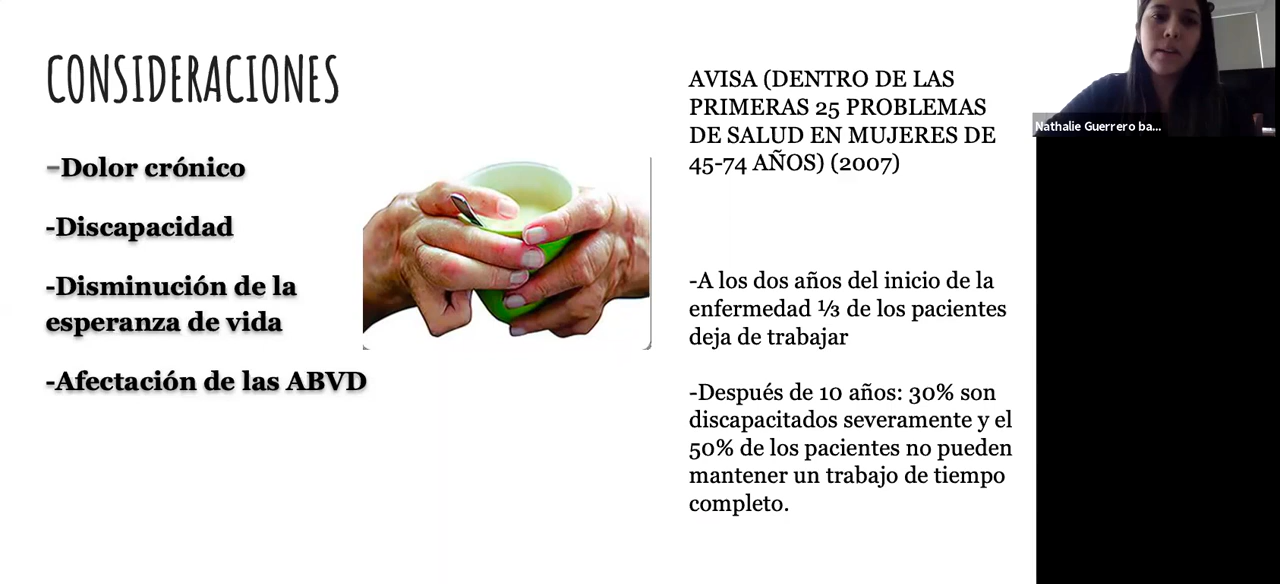 CONSIDERACIONES
-Dolor crónico
-Discapacidad
-Disminución de la
esperanza de vida
-Afectación de las ABVD
AVISA (DENTRO DE LAS
PRIMERAS 25 PROBLEMAS
DE SALUD EN MUJERES DE
45-74 AÑOS) (2007)
-A los dos años del inicio de la
enfermedad ⅓ de los pacientes
deja de trabajar
-Después de 10 años: 30% son
discapacitados severamente y el
50% de los pacientes no pueden
mantener un trabajo de tiempo
completo.
Nathalie Guerrero ba...